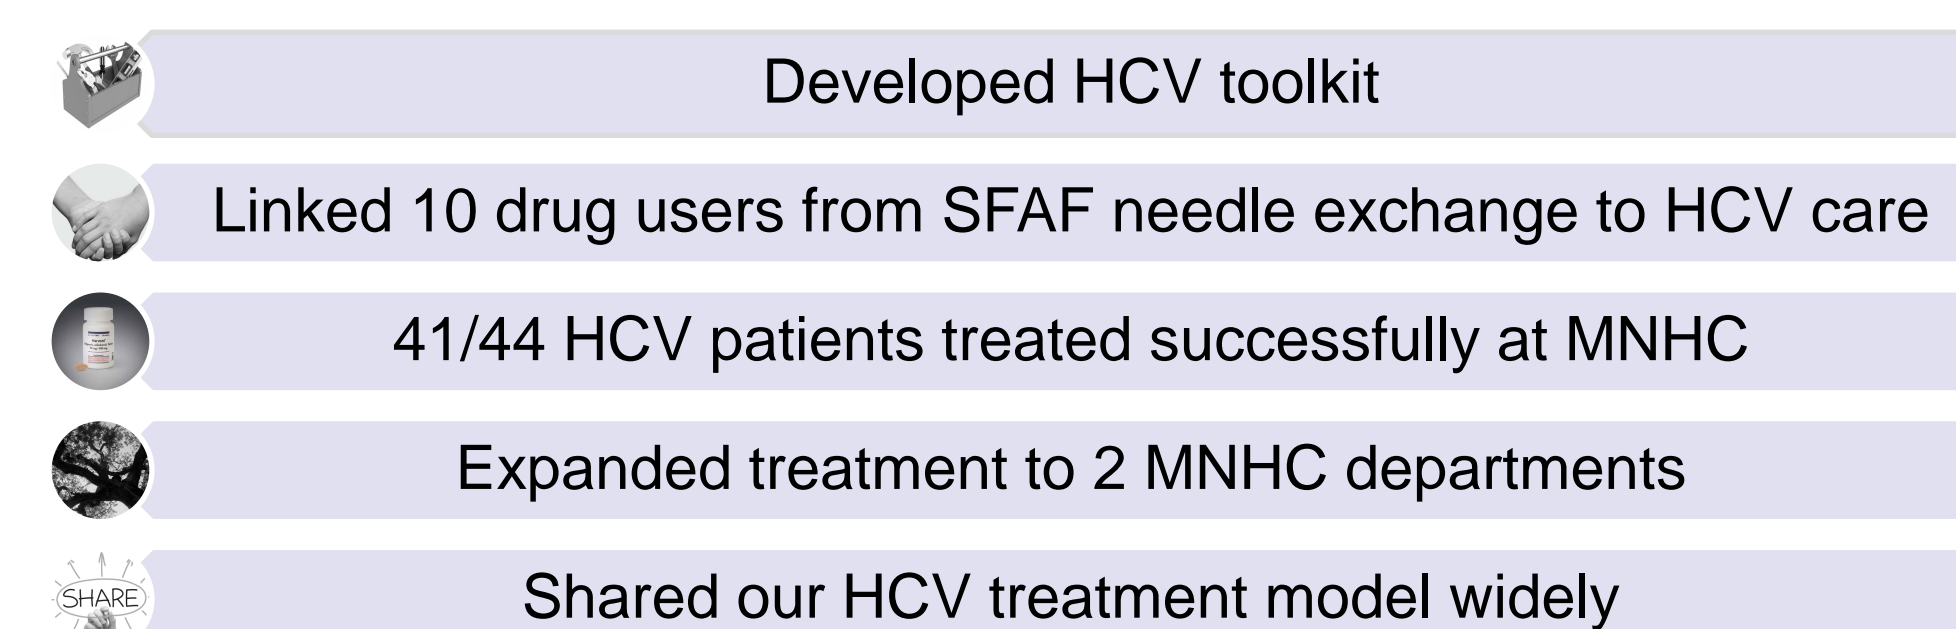 Developed HCV toolkit
Linked 10 drug users from SFAF needle exchange to HCV care
41/44 HCV patients treated successfully at MNHC
Expanded treatment to 2 MNHC departments
SHARE
Shared our HCV treatment model widely